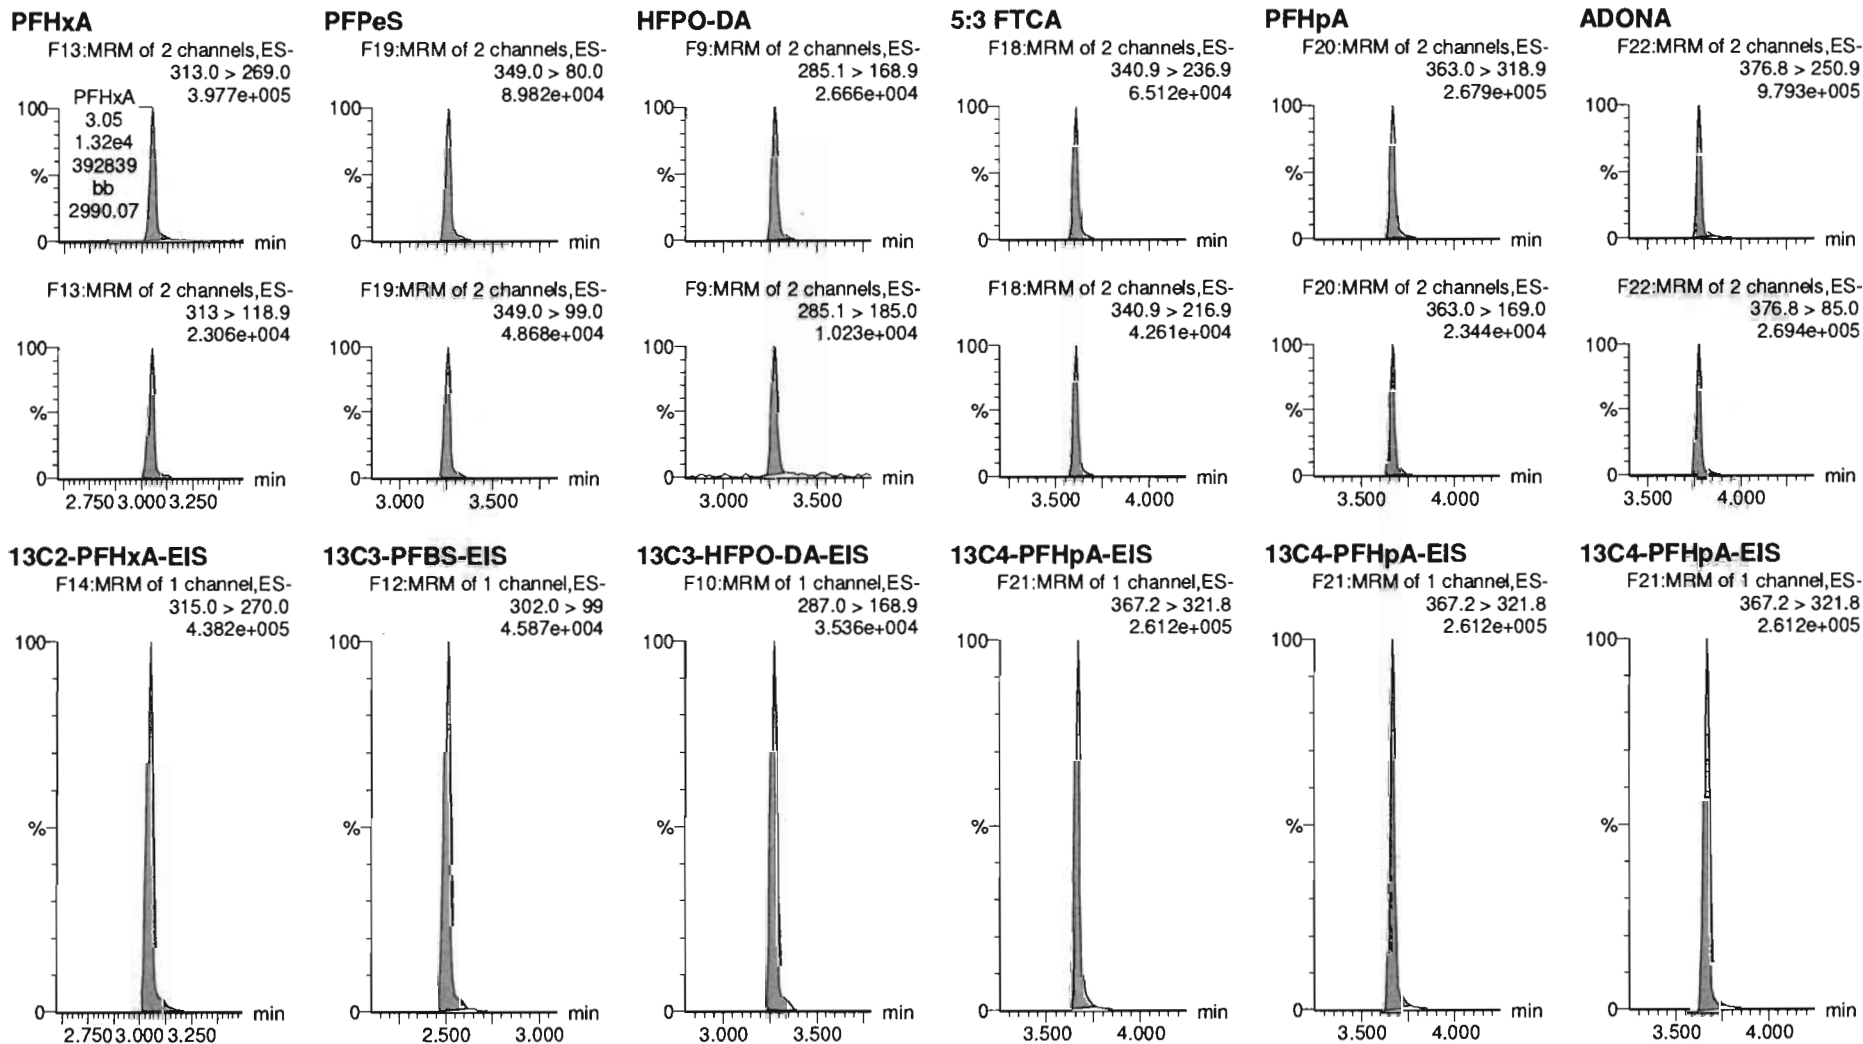 PFHxA
F13:MRM of 2 channels,ES-
313.0 > 269.0
3.977e+005
PFHxA
3.05
1.32e4
392839
bb
2990.07
100
%
0
min
F13:MRM of 2 channels,ES-
313 > 118.9
2.306e+004
100
%
0
min
2.750 3.000 3.250
PFPeS
F19:MRM of 2 channels,ES-
349.0 > 80.0
8.982e+004
100
%
0
min
F19:MRM of 2 channels,ES-
349.0 > 99.0
4.868e+004
100
%
0
min
3.000 3.500
HFPO-DA
F9:MRM of 2 channels,ES-
285.1 > 168.9
2.666e+004
100
%
0
min
F9:MRM of 2 channels,ES-
285.1 > 185.0
1.023e+004
100
%
0
min
3.000 3.500
5:3 FTCA
F18:MRM of 2 channels,ES-
340.9 > 236.9
6.512e+004
100
%
0
min
F18:MRM of 2 channels,ES-
340.9 > 216.9
4.261e+004
100
%
0
min
3.500 4.000
PFHpA
F20:MRM of 2 channels,ES-
363.0 > 318.9
2.679e+005
100
%
0
min
F20:MRM of 2 channels,ES-
363.0 > 169.0
2.344e+004
100
%
0
min
3.500 4.000
ADONA
F22:MRM of 2 channels,ES-
376.8 > 250.9
9.793e+005
100
%
0
min
F22:MRM of 2 channels,ES-
376.8 > 85.0
2.694e+005
100
%
0
min
3.500 4.000
13C2-PFHxA-EIS
F14:MRM of 1 channel,ES-
315.0 > 270.0
4.382e+005
100
%
0
min
2.750 3.000 3.250
13C3-PFBS-EIS
F12:MRM of 1 channel,ES-
302.0 > 99
4.587e+004
100
%
0
min
2.500 3.000
13C3-HFPO-DA-EIS
F10:MRM of 1 channel,ES-
287.0 > 168.9
3.536e+004
100
%
0
min
3.000 3.500
13C4-PFHpA-EIS
F21:MRM of 1 channel,ES-
367.2 > 321.8
2.612e+005
100
%
0
min
3.500 4.000
13C4-PFHpA-EIS
F21:MRM of 1 channel,ES-
367.2 > 321.8
2.612e+005
100
%
0
min
3.500 4.000
13C4-PFHpA-EIS
F21:MRM of 1 channel,ES-
367.2 > 321.8
2.612e+005
100
%
0
min
3.500 4.000